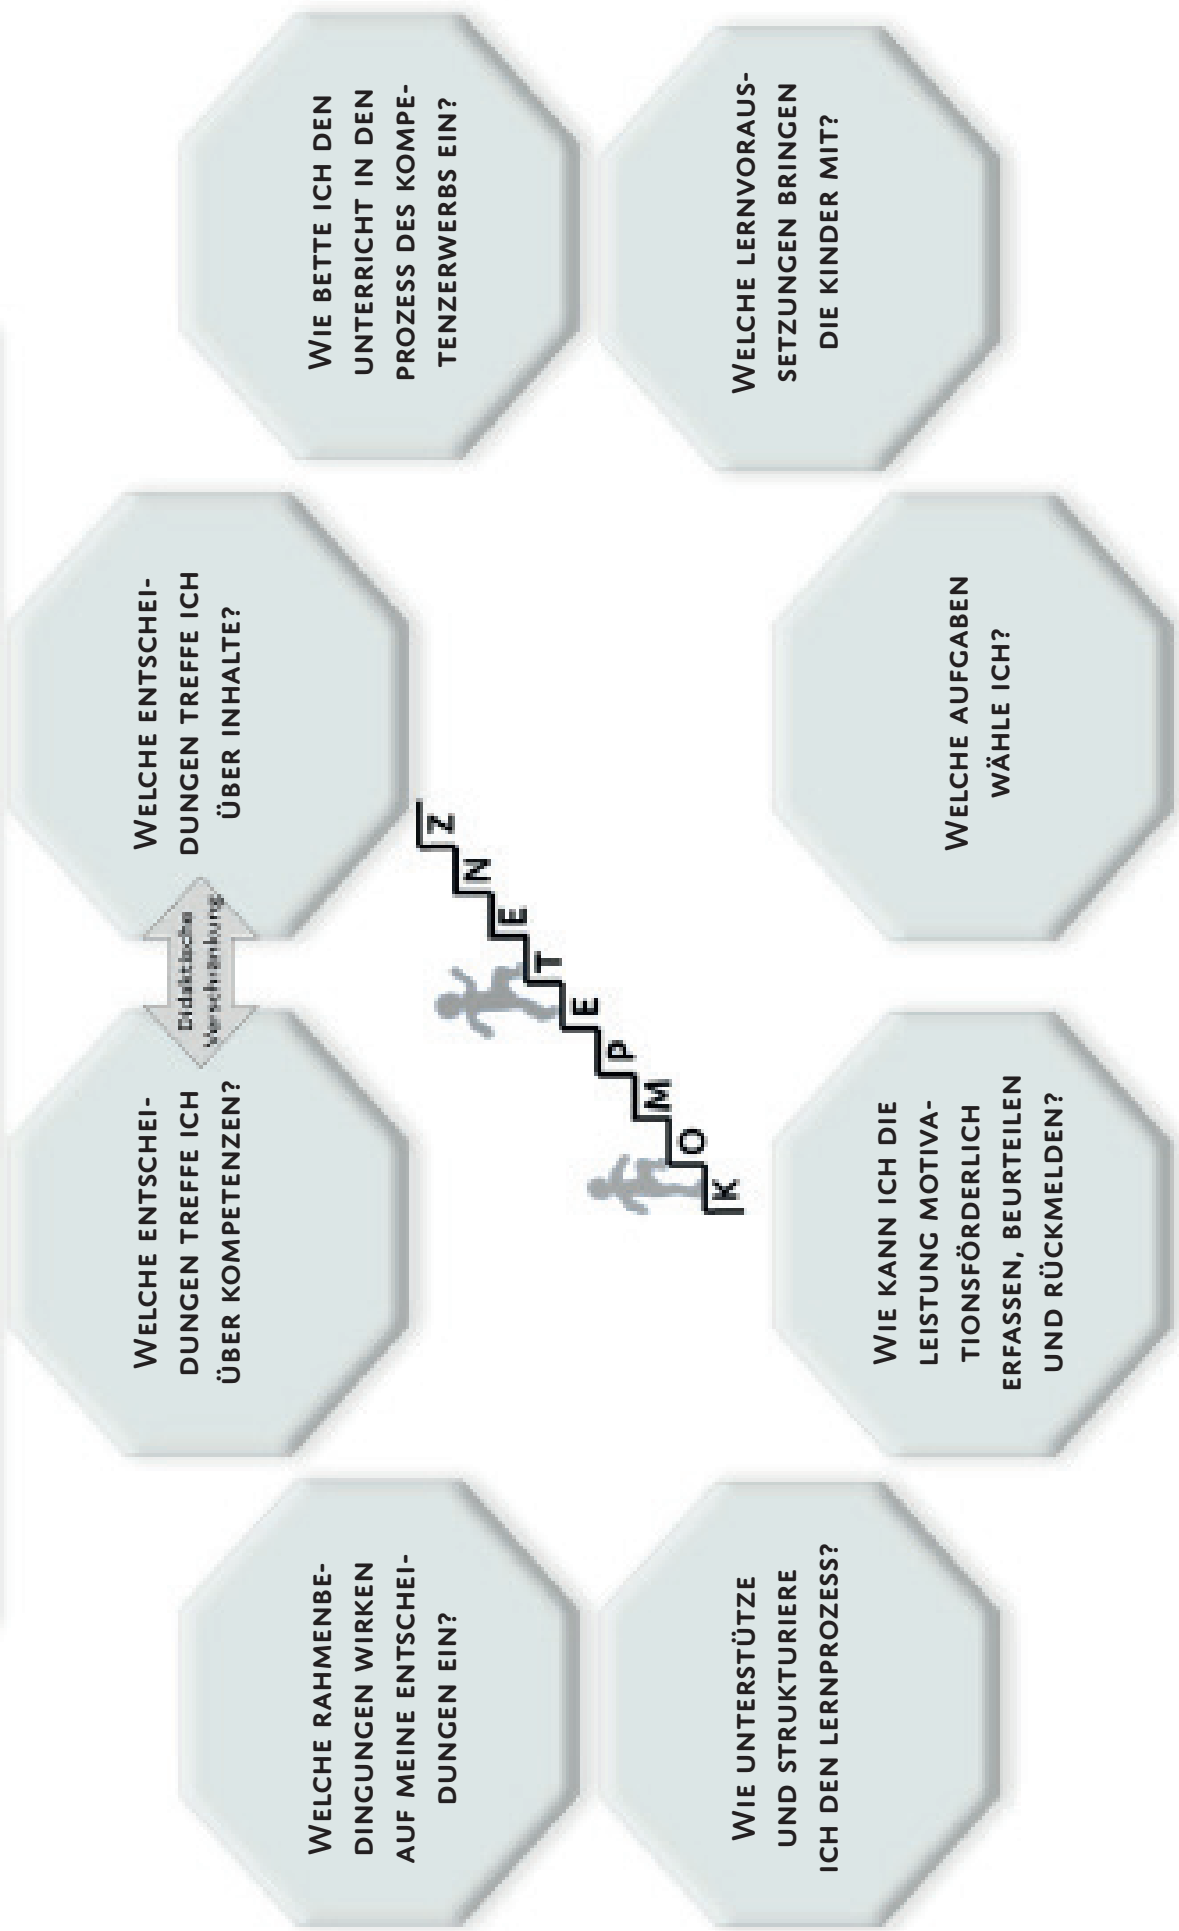 WELCHE ENTSCHEI-
DUNGEN TREFFE ICH
ÜBER KOMPETENZEN?
Didaktische
Verschränkung
WELCHE ENTSCHEI-
DUNGEN TREFFE ICH
ÜBER INHALTE?
WELCHE RAHMENBE-
DINGUNGEN WIRKEN
AUF MEINE ENTSCHEI-
DUNGEN EIN?
WIE BETTE ICH DEN
UNTERRICHT IN DEN
PROZESS DES KOMPE-
TENZERWERBS EIN?
KOMPETENZ
WIE UNTERSTÜTZE
UND STRUKTURIERE
ICH DEN LERNPROZESS?
WELCHE LERNVORAUS-
SETZUNGEN BRINGEN
DIE KINDER MIT?
WIE KANN ICH DIE
LEISTUNG MOTIVA-
TIONSFÖRDERLICH
ERFASSEN, BEURTEILEN
UND RÜCKMELDEN?
WELCHE AUFGABEN
WÄHLE ICH?